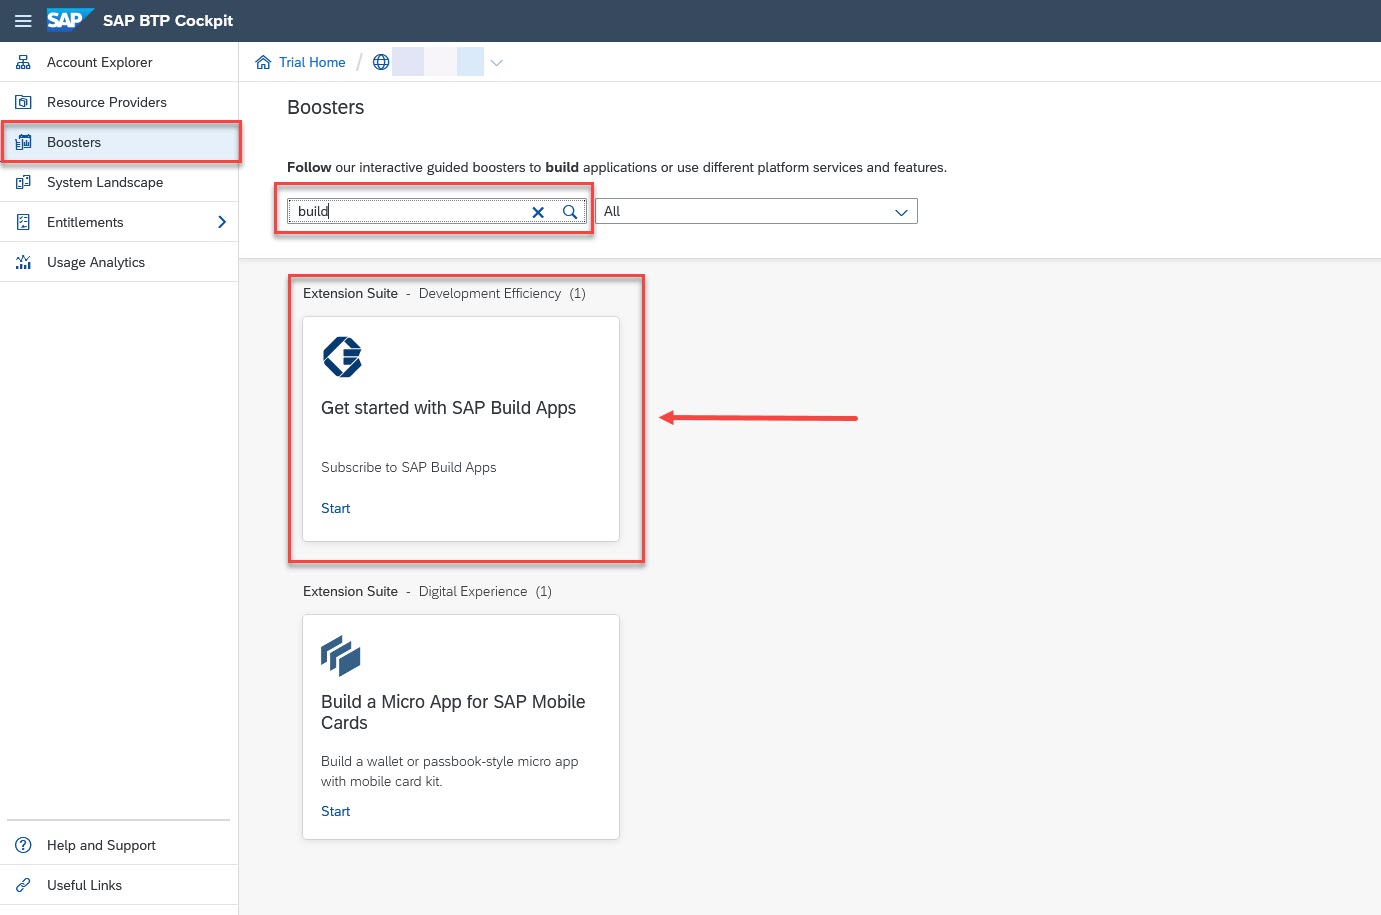 SAP SAP BTP Cockpit
Account Explorer
Resource Providers
Boosters
System Landscape
Entitlements
Usage Analytics
Help and Support
Useful Links
Trial Home /
Boosters
Follow our interactive guided boosters to build applications or use different platform services and features.
build All
Extension Suite - Development Efficiency (1)
Get started with SAP Build Apps
Subscribe to SAP Build Apps
Start
Extension Suite - Digital Experience (1)
Build a Micro App for SAP Mobile
Cards
Build a wallet or passbook-style micro app
with mobile card kit.
Start